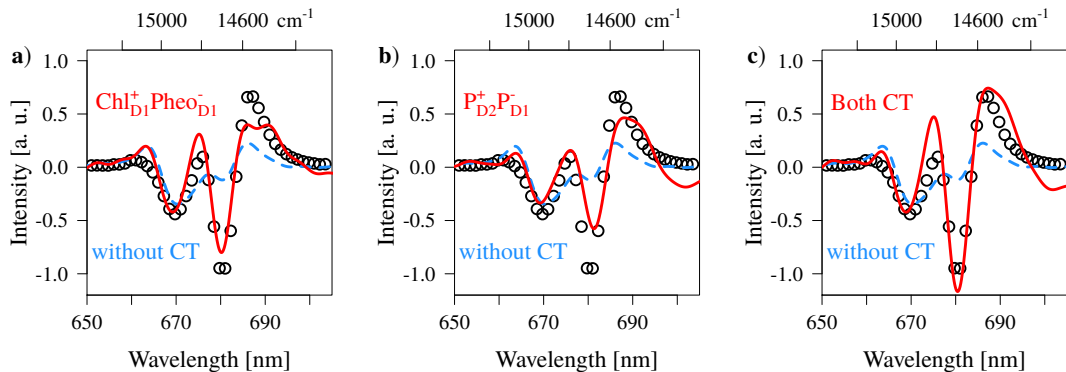 15000 14600 cm⁻¹
a)
Intensity [a. u.]
1.0
0.5
0.0
-0.5
-1.0
Chl⁺D1Pheo⁻D1
without CT
650 670 690
Wavelength [nm]
15000 14600 cm⁻¹
b)
Intensity [a. u.]
1.0
0.5
0.0
-0.5
-1.0
P⁺D2P⁻D1
without CT
650 670 690
Wavelength [nm]
15000 14600 cm⁻¹
c)
Intensity [a. u.]
1.0
0.5
0.0
-0.5
-1.0
Both CT
without CT
650 670 690
Wavelength [nm]